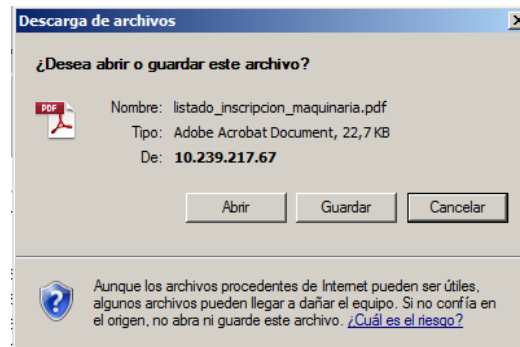 Descarga de archivos
¿Desea abrir o guardar este archivo?
PDF
Nombre: listado_inscripcion_maquinaria.pdf
Tipo: Adobe Acrobat Document, 22,7 KB
De: 10.239.217.67
Abrir Guardar Cancelar
Aunque los archivos procedentes de Internet pueden ser útiles,
algunos archivos pueden llegar a dañar el equipo. Si no confía en
el origen, no abra ni guarde este archivo. ¿Cuál es el riesgo?